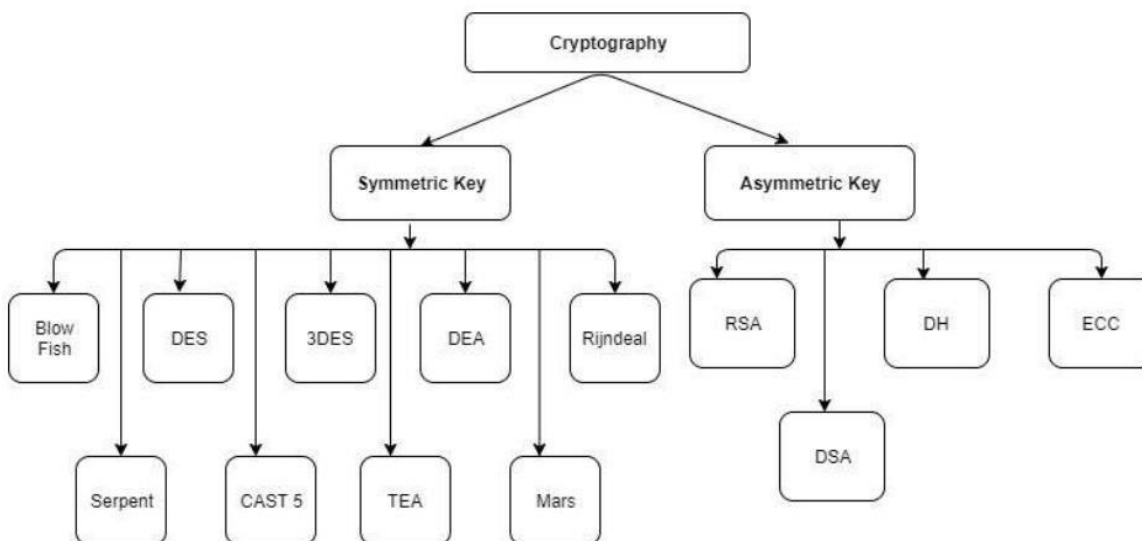 Cryptography
Symmetric Key
Asymmetric Key
Blow
Fish
DES
3DES
DEA
Rijndeal
RSA
DH
ECC
DSA
Serpent
CAST 5
TEA
Mars